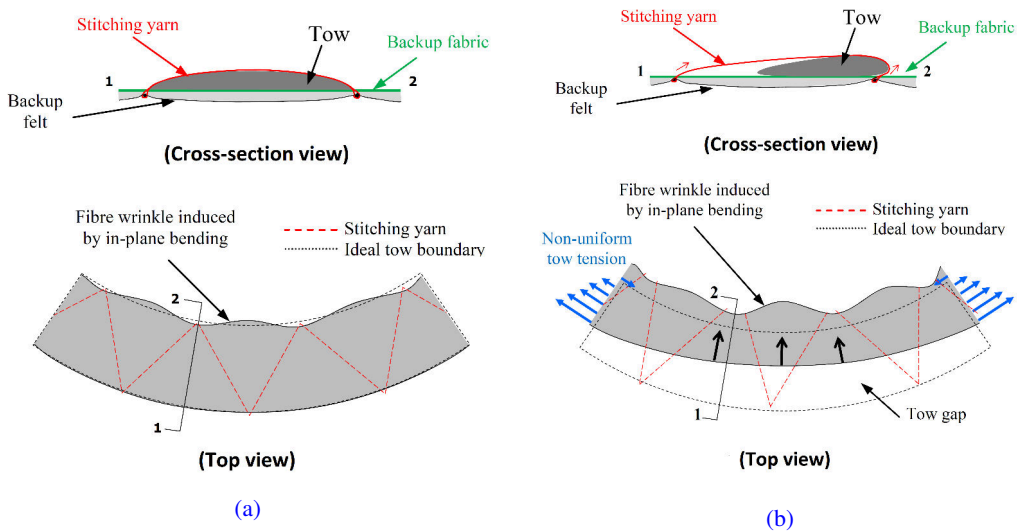 Stitching yarn
Tow
Backup fabric
1
2
Backup
felt
(Cross-section view)
Fibre wrinkle induced
by in-plane bending
Stitching yarn
Ideal tow boundary
2
1
(Top view)
(a)
Stitching yarn
Tow
Backup fabric
1
2
Backup
felt
(Cross-section view)
Fibre wrinkle induced
by in-plane bending
Stitching yarn
Ideal tow boundary
Non-uniform
tow tension
2
1
Tow gap
(Top view)
(b)